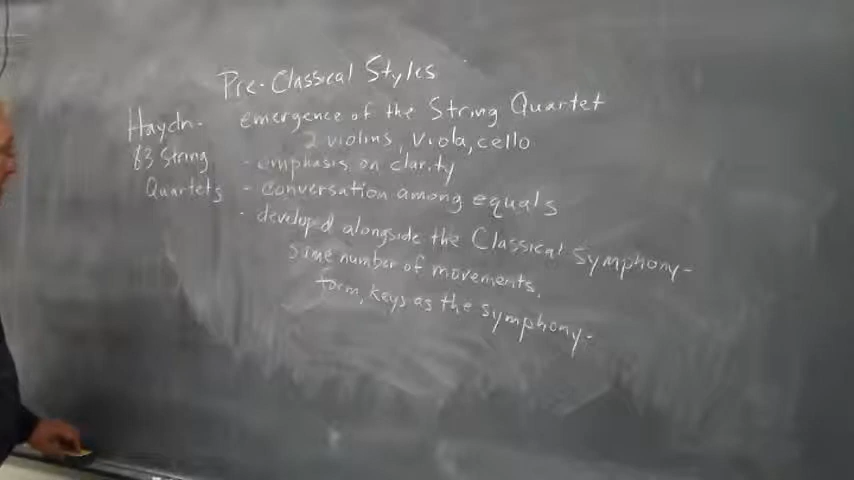 Pre-Classical Styles
Haydn-
83 String
Quartets
emergence of the String Quartet
2 violins, Viola, cello
- emphasis on clarity
- conversation among equals
- developed alongside the Classical Symphony-
same number of movements,
form, keys as the symphony-